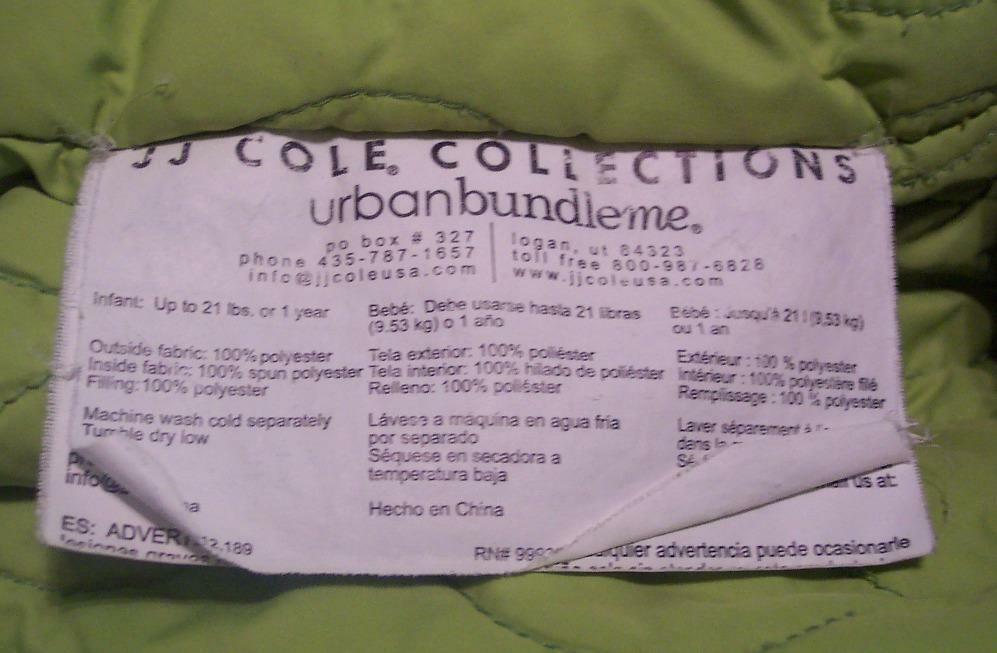 JJ COLE® COLLECTIONS
urbanbundleme®
po box # 327
phone 435-787-1657
info@jjcoleusa.com
logan, ut 84323
toll free 800-987-6828
www.jjcoleusa.com
Infant: Up to 21 lbs. or 1 year
Bebé: Debe usarse hasta 21 libras
(9.53 kg) o 1 año
Bébé : Jusqu'à 21 l (9,53 kg)
ou 1 an
Outside fabric: 100% polyester
Inside fabric: 100% spun polyester
Filling: 100% polyester
Tela exterior: 100% poliéster
Tela interior: 100% hilado de poliéster
Relleno: 100% poliéster
Extérieur : 100 % polyester
Intérieur : 100% polyestère filé
Remplissage : 100 % polyester
Machine wash cold separately
Tumble dry low
Lávese a máquina en agua fría
por separado
Séquese en secadora a
temperatura baja
Laver séparement à
dans
Hecho en China
us at:
ES:
RN#
advertencia puede ocasionarle